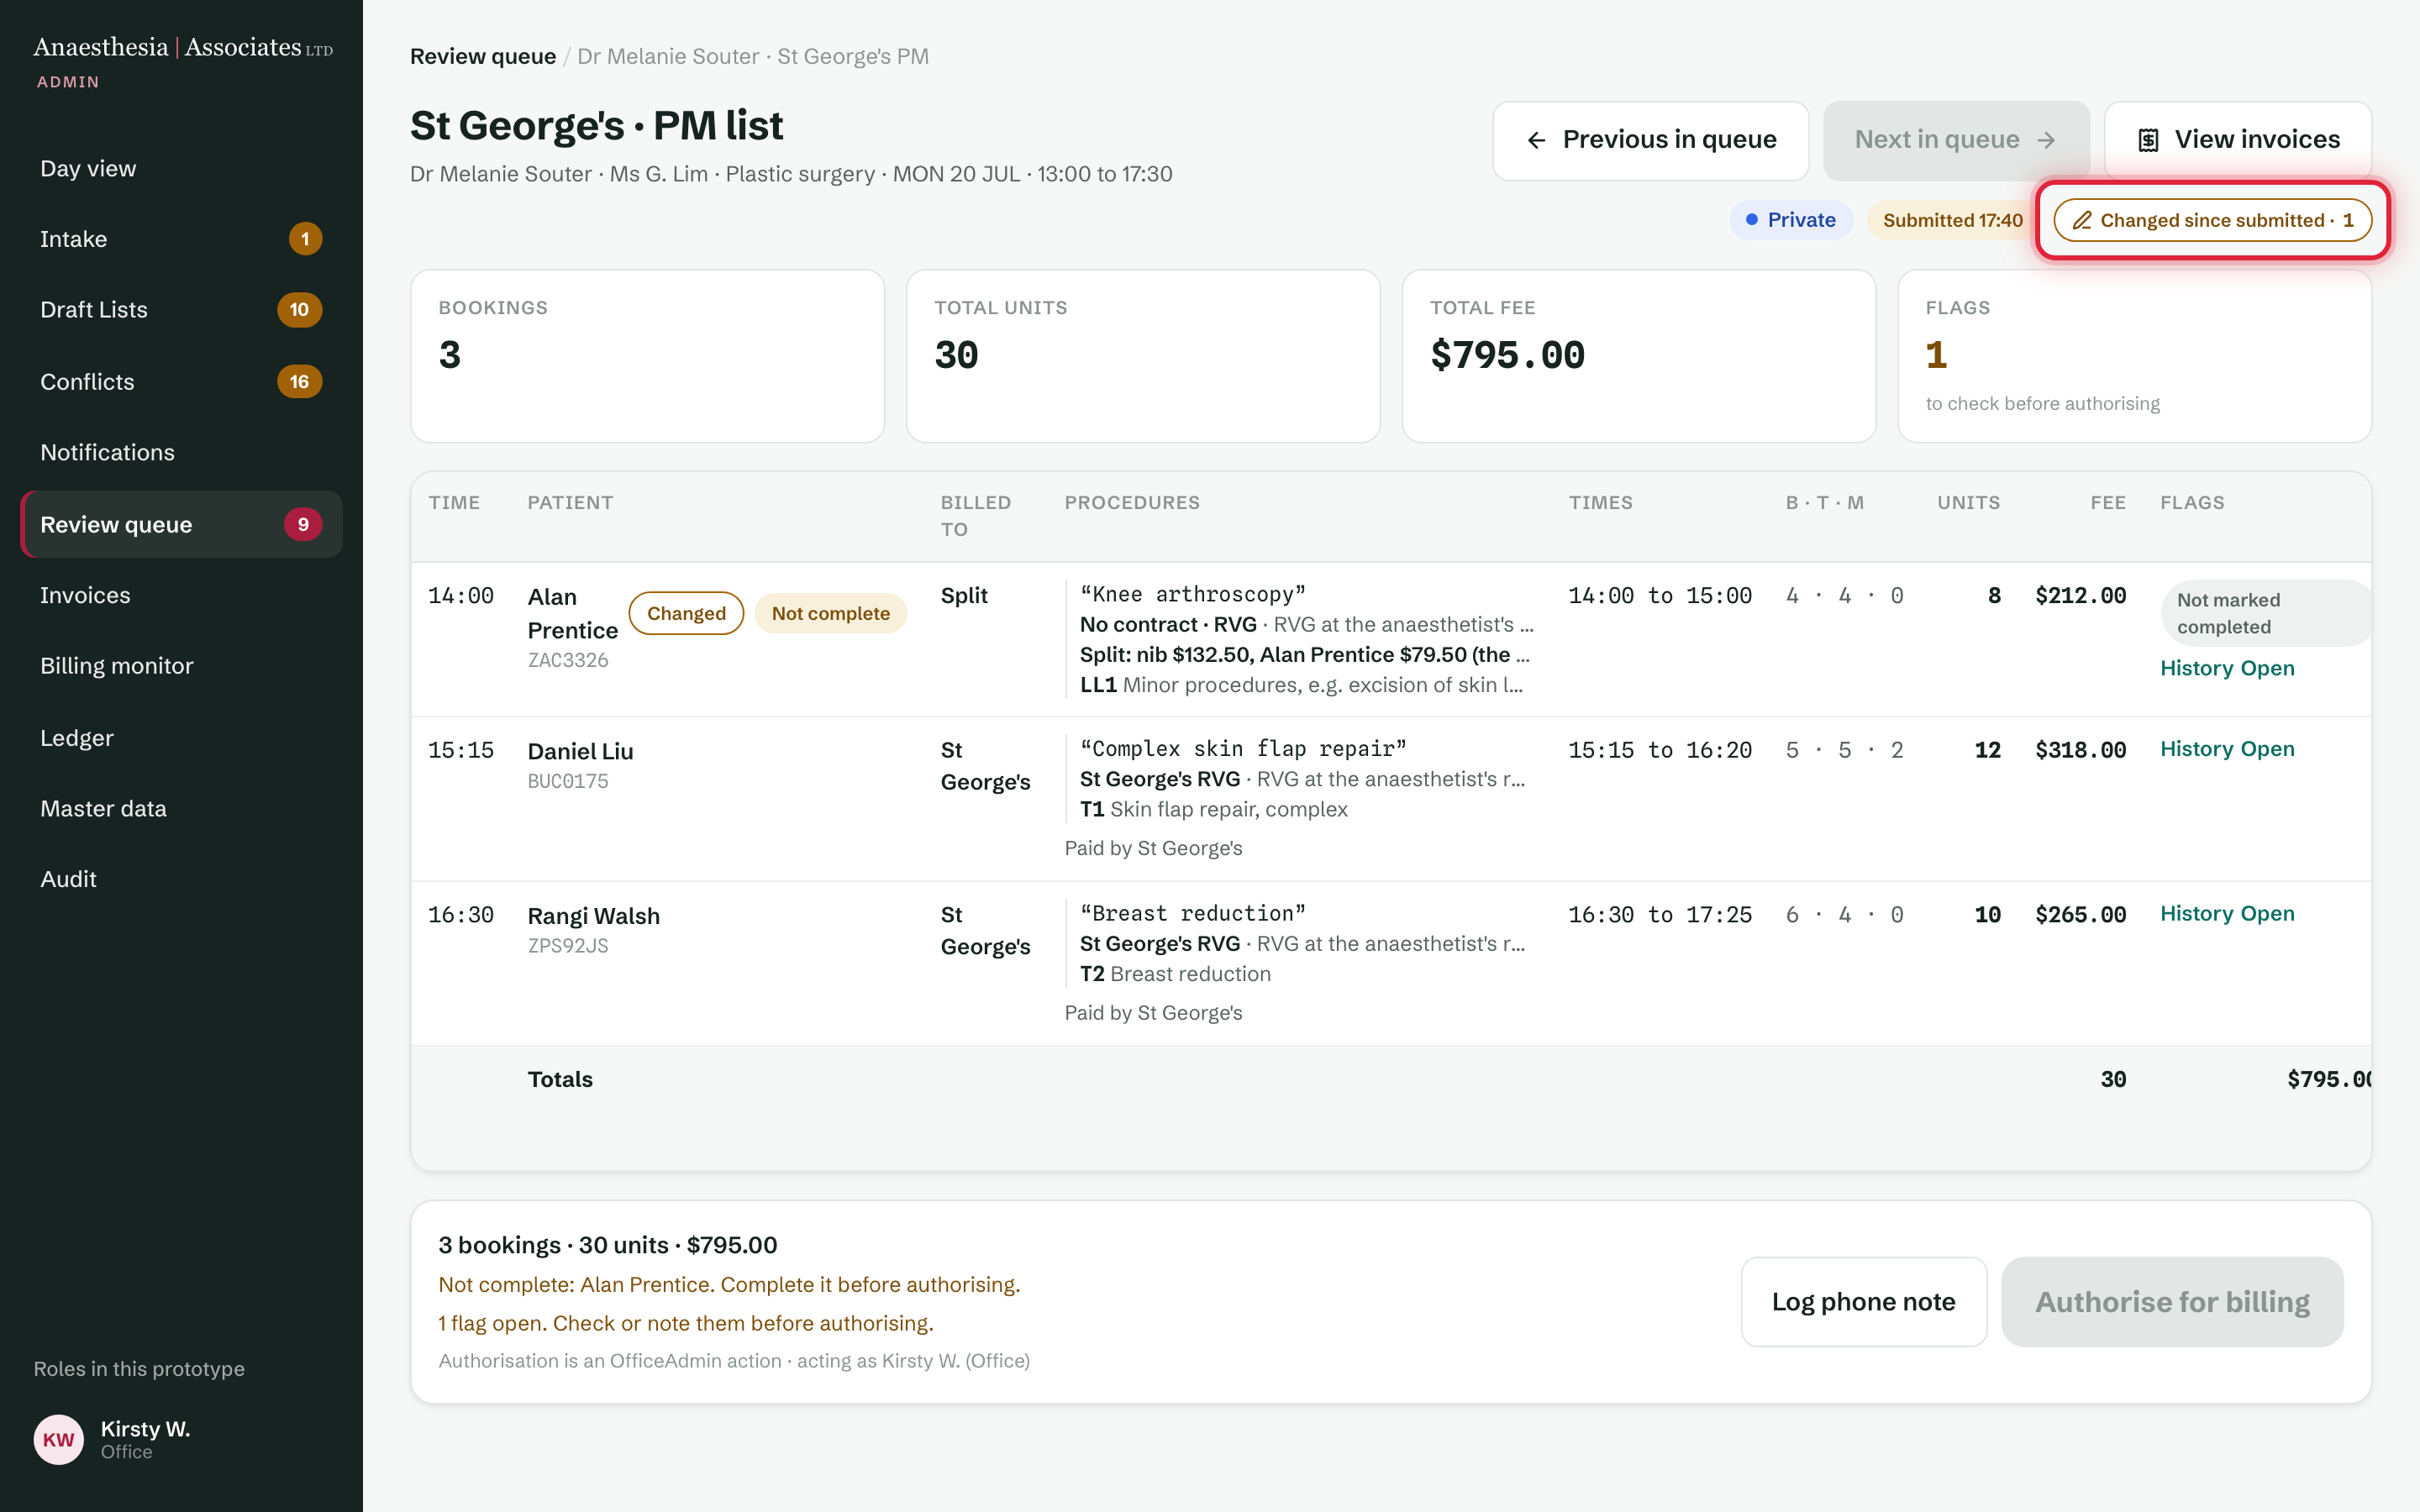 Anaesthesia | Associates LTD
ADMIN
Day view
Intake 1
Draft Lists 10
Conflicts 16
Notifications
Review queue 9
Invoices
Billing monitor
Ledger
Master data
Audit
Roles in this prototype
KW Kirsty W.
Office
Review queue / Dr Melanie Souter · St George's PM
St George's · PM list
Dr Melanie Souter · Ms G. Lim · Plastic surgery · MON 20 JUL · 13:00 to 17:30
← Previous in queue
Next in queue →
View invoices
Private
Submitted 17:40
Changed since submitted · 1
BOOKINGS
3
TOTAL UNITS
30
TOTAL FEE
$795.00
FLAGS
1
to check before authorising
TIME PATIENT BILLED TO PROCEDURES TIMES B · T · M UNITS FEE FLAGS
14:00
Alan Prentice
ZAC3326
Changed
Not complete
Split
“Knee arthroscopy”
No contract · RVG · RVG at the anaesthetist's ...
Split: nib $132.50, Alan Prentice $79.50 (the ...
LL1 Minor procedures, e.g. excision of skin l...
14:00 to 15:00
4 · 4 · 0
8
$212.00
Not marked completed
History Open
15:15
Daniel Liu
BUC0175
St George's
“Complex skin flap repair”
St George's RVG · RVG at the anaesthetist's r...
T1 Skin flap repair, complex
Paid by St George's
15:15 to 16:20
5 · 5 · 2
12
$318.00
History Open
16:30
Rangi Walsh
ZPS92JS
St George's
“Breast reduction”
St George's RVG · RVG at the anaesthetist's r...
T2 Breast reduction
Paid by St George's
16:30 to 17:25
6 · 4 · 0
10
$265.00
History Open
Totals 30 $795.00
3 bookings · 30 units · $795.00
Not complete: Alan Prentice. Complete it before authorising.
1 flag open. Check or note them before authorising.
Authorisation is an OfficeAdmin action · acting as Kirsty W. (Office)
Log phone note
Authorise for billing